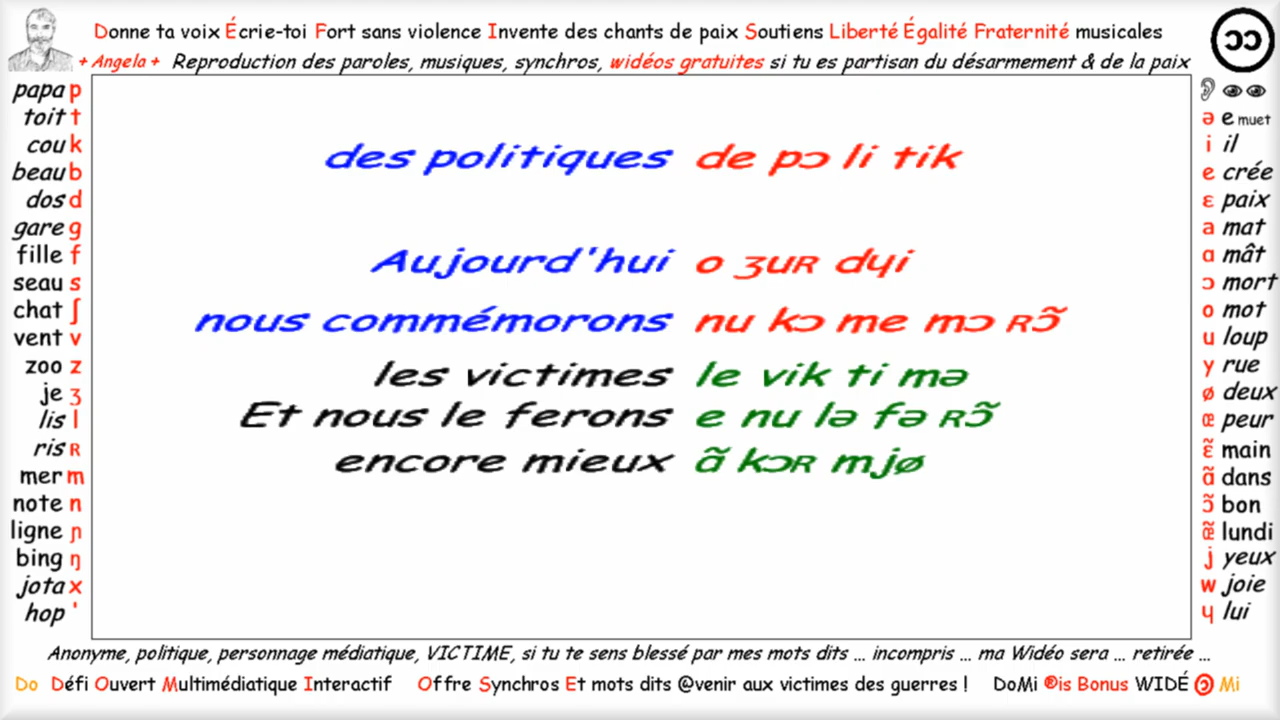 Donne ta voix Écrie-toi Fort sans violence Invente des chants de paix Soutiens Liberté Égalité Fraternité musicales
+ Angela + Reproduction des paroles, musiques, synchros, widéos gratuites si tu es partisan du désarmement & de la paix
papa p
toit t
cou k
beau b
dos d
gare g
fille f
seau s
chat ʃ
vent v
zoo z
je ʒ
lis l
ris ʀ
mer m
note n
ligne ɲ
bing ŋ
jota x
hop '
des politiques de pɔ li tik
Aujourd'hui o ʒuʀ dɥi
nous commémorons nu kɔ me mɔ ʀɔ̃
les victimes le vik ti mə
Et nous le ferons e nu lə fə ʀɔ̃
encore mieux ɑ̃ kɔʀ mjø
ə e muet
i il
e crée
ɛ paix
a mat
ɑ mât
ɔ mort
o mot
u loup
y rue
ø deux
œ peur
ɛ̃ main
ɑ̃ dans
ɔ̃ bon
œ̃ lundi
j yeux
w joie
ɥ lui
Anonyme, politique, personnage médiatique, VICTIME, si tu te sens blessé par mes mots dits ... incompris ... ma Widéo sera ... retirée ...
Do Défi Ouvert Multimédiatique Interactif Offre Synchros Et mots dits @venir aux victimes des guerres ! DoMi ®is Bonus WIDÉ Mi